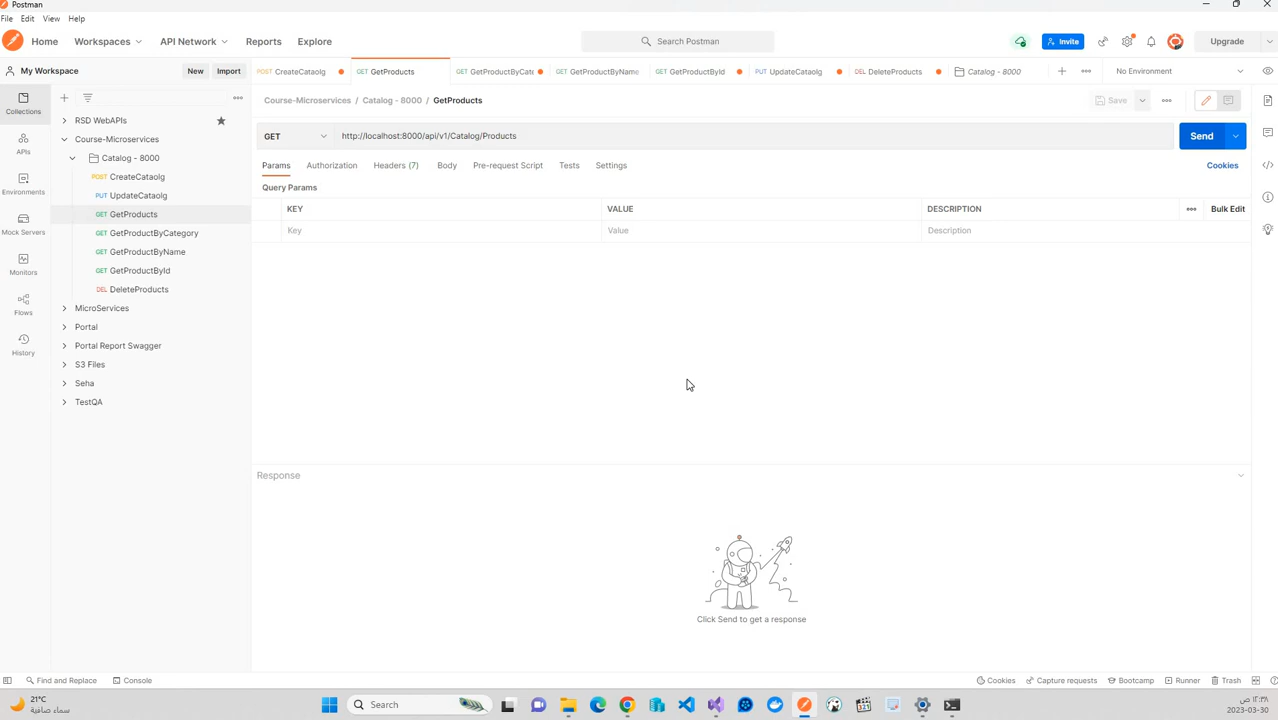 Postman
File Edit View Help
Home Workspaces API Network Reports Explore Search Postman Invite Upgrade
My Workspace New Import POST CreateCataolg GET GetProducts GET GetProductByCate GET GetProductByName GET GetProductById PUT UpdateCataolg DEL DeleteProducts Catalog - 8000 No Environment
Collections
APIs
Environments
Mock Servers
Monitors
Flows
History
RSD WebAPIs
Course-Microservices
Catalog - 8000
POST CreateCataolg
PUT UpdateCataolg
GET GetProducts
GET GetProductByCategory
GET GetProductByName
GET GetProductById
DEL DeleteProducts
MicroServices
Portal
Portal Report Swagger
S3 Files
Seha
TestQA
Course-Microservices / Catalog - 8000 / GetProducts Save
GET http://localhost:8000/api/v1/Catalog/Products Send
Params Authorization Headers (7) Body Pre-request Script Tests Settings Cookies
Query Params
KEY VALUE DESCRIPTION Bulk Edit
Key Value Description
Response
Click Send to get a response
Find and Replace Console Cookies Capture requests Bootcamp Runner Trash
21°C
سماء صافية
Search
١٢:٣٨ ص
2023-03-30